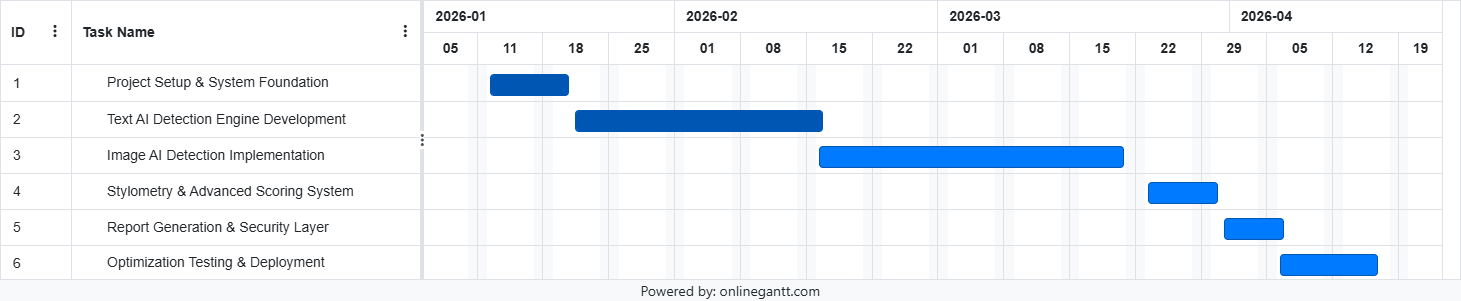 2026-01 2026-02 2026-03 2026-04
ID Task Name
05 11 18 25 01 08 15 22 01 08 15 22 29 05 12 19
1 Project Setup & System Foundation
2 Text AI Detection Engine Development
3 Image AI Detection Implementation
4 Stylometry & Advanced Scoring System
5 Report Generation & Security Layer
6 Optimization Testing & Deployment
Powered by: onlinegantt.com